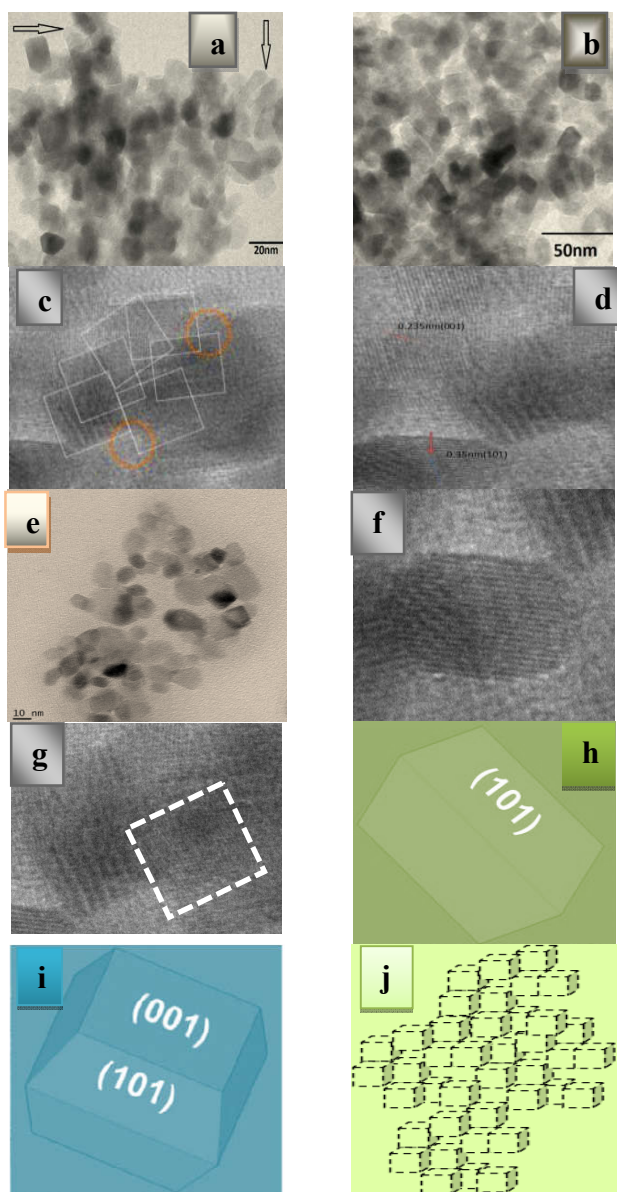 a
20nm
b
50nm
c
d
0.235nm(001)
0.35nm(101)
e
10 nm
f
g
h
(101)
i
(001)
(101)
j